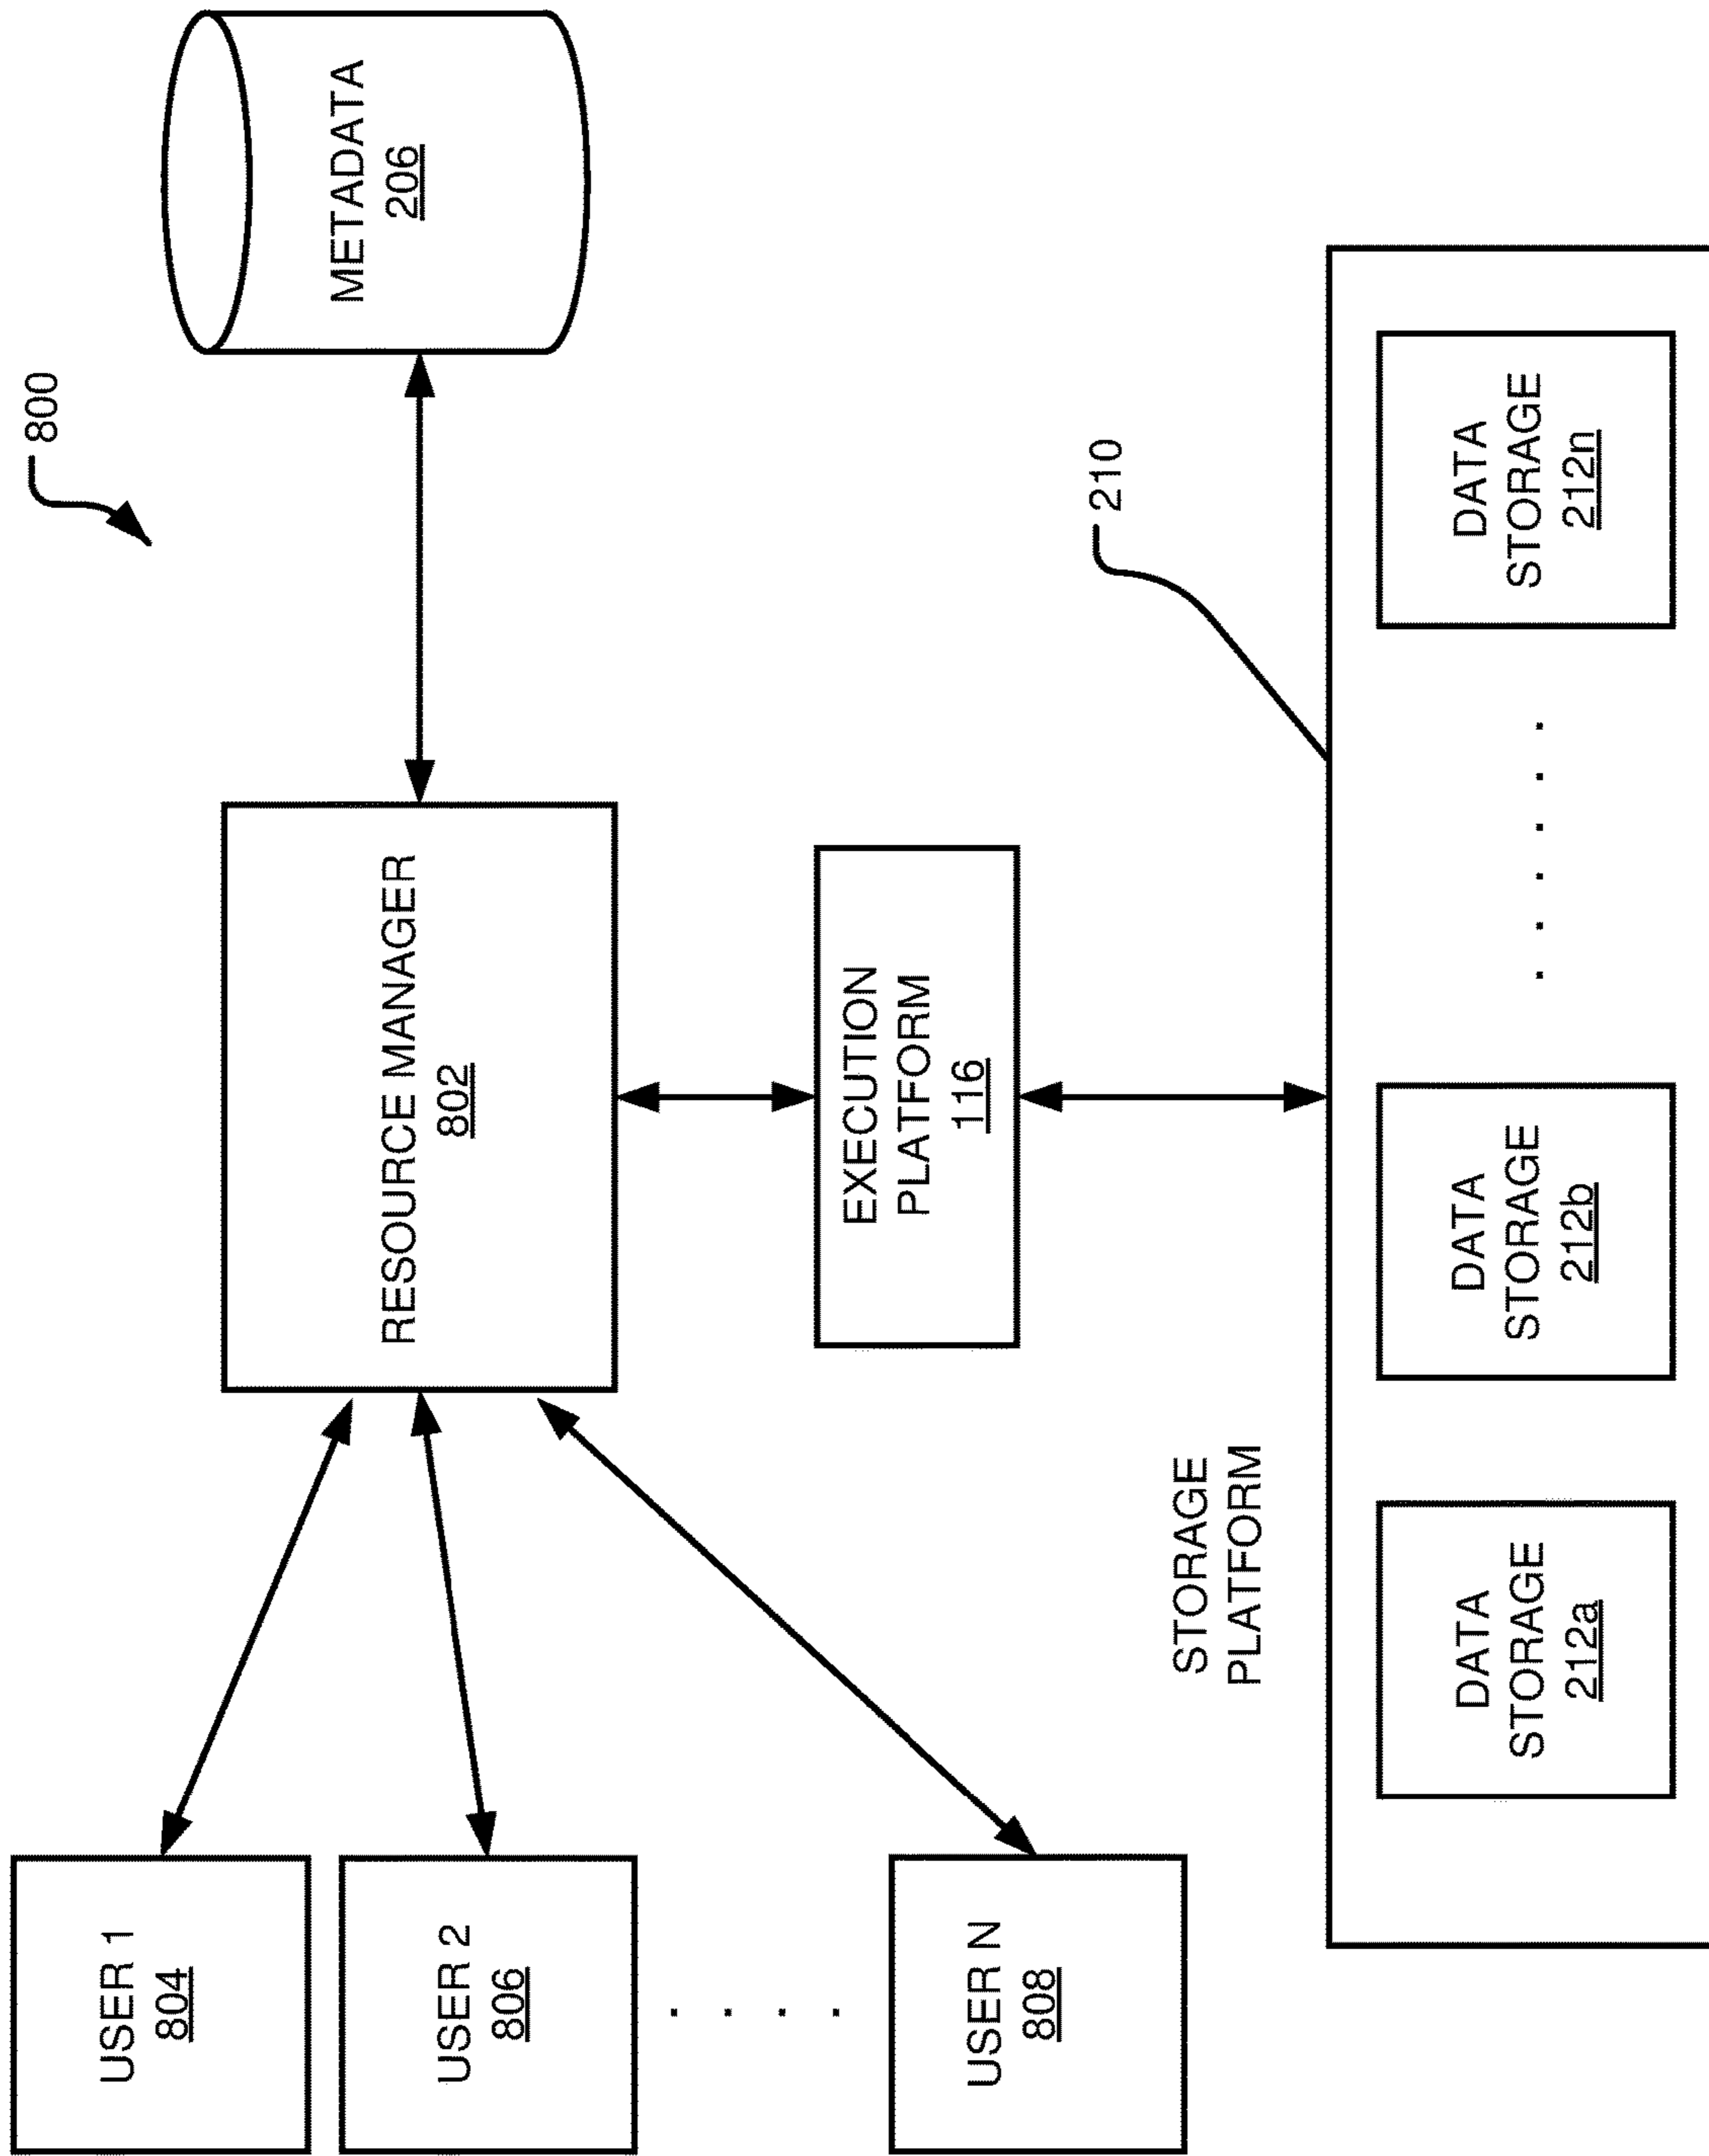 800
USER 1
804
USER 2
806
. . . .
USER N
808
RESOURCE MANAGER
802
METADATA
206
EXECUTION
PLATFORM
116
STORAGE
PLATFORM
210
DATA
STORAGE
212a
DATA
STORAGE
212b
. . . . . .
DATA
STORAGE
212n